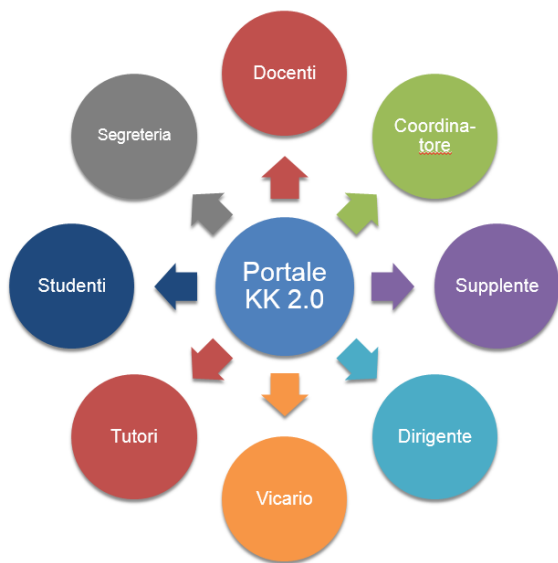 Docenti
Coordina-
tore
Supplente
Dirigente
Vicario
Tutori
Studenti
Segreteria
Portale
KK 2.0